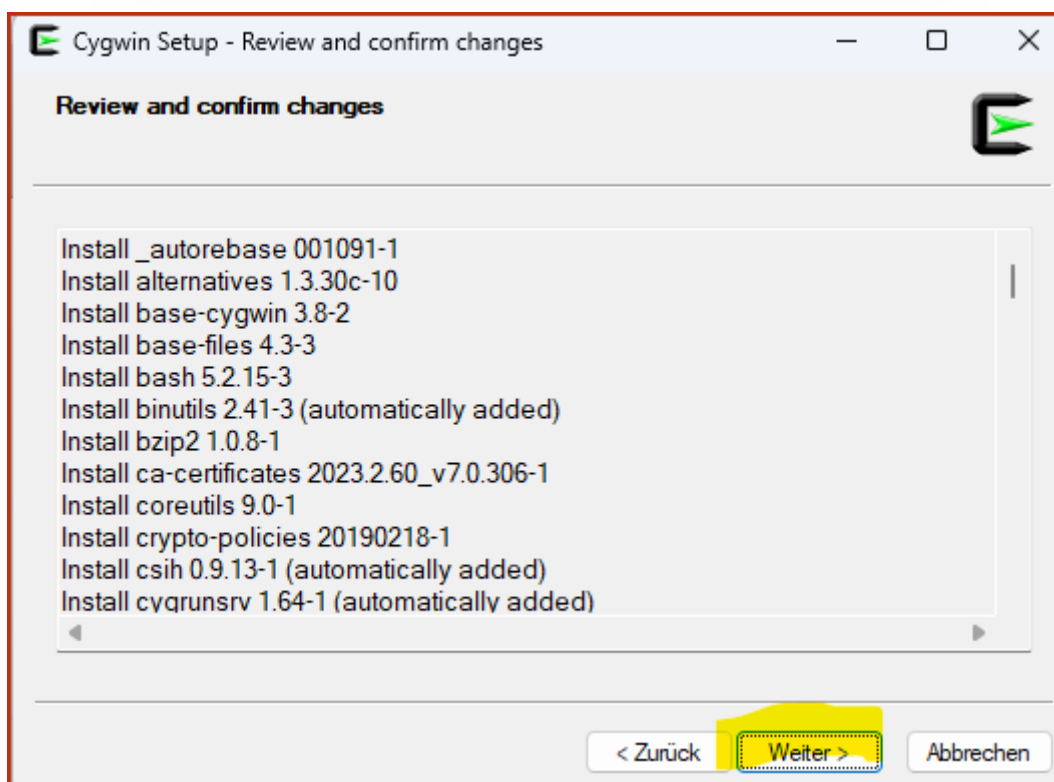 Cygwin Setup - Review and confirm changes
Review and confirm changes
Install _autorebase 001091-1
Install alternatives 1.3.30c-10
Install base-cygwin 3.8-2
Install base-files 4.3-3
Install bash 5.2.15-3
Install binutils 2.41-3 (automatically added)
Install bzip2 1.0.8-1
Install ca-certificates 2023.2.60_v7.0.306-1
Install coreutils 9.0-1
Install crypto-policies 20190218-1
Install csih 0.9.13-1 (automatically added)
Install cygrunsrv 1.64-1 (automatically added)
< Zurück Weiter > Abbrechen